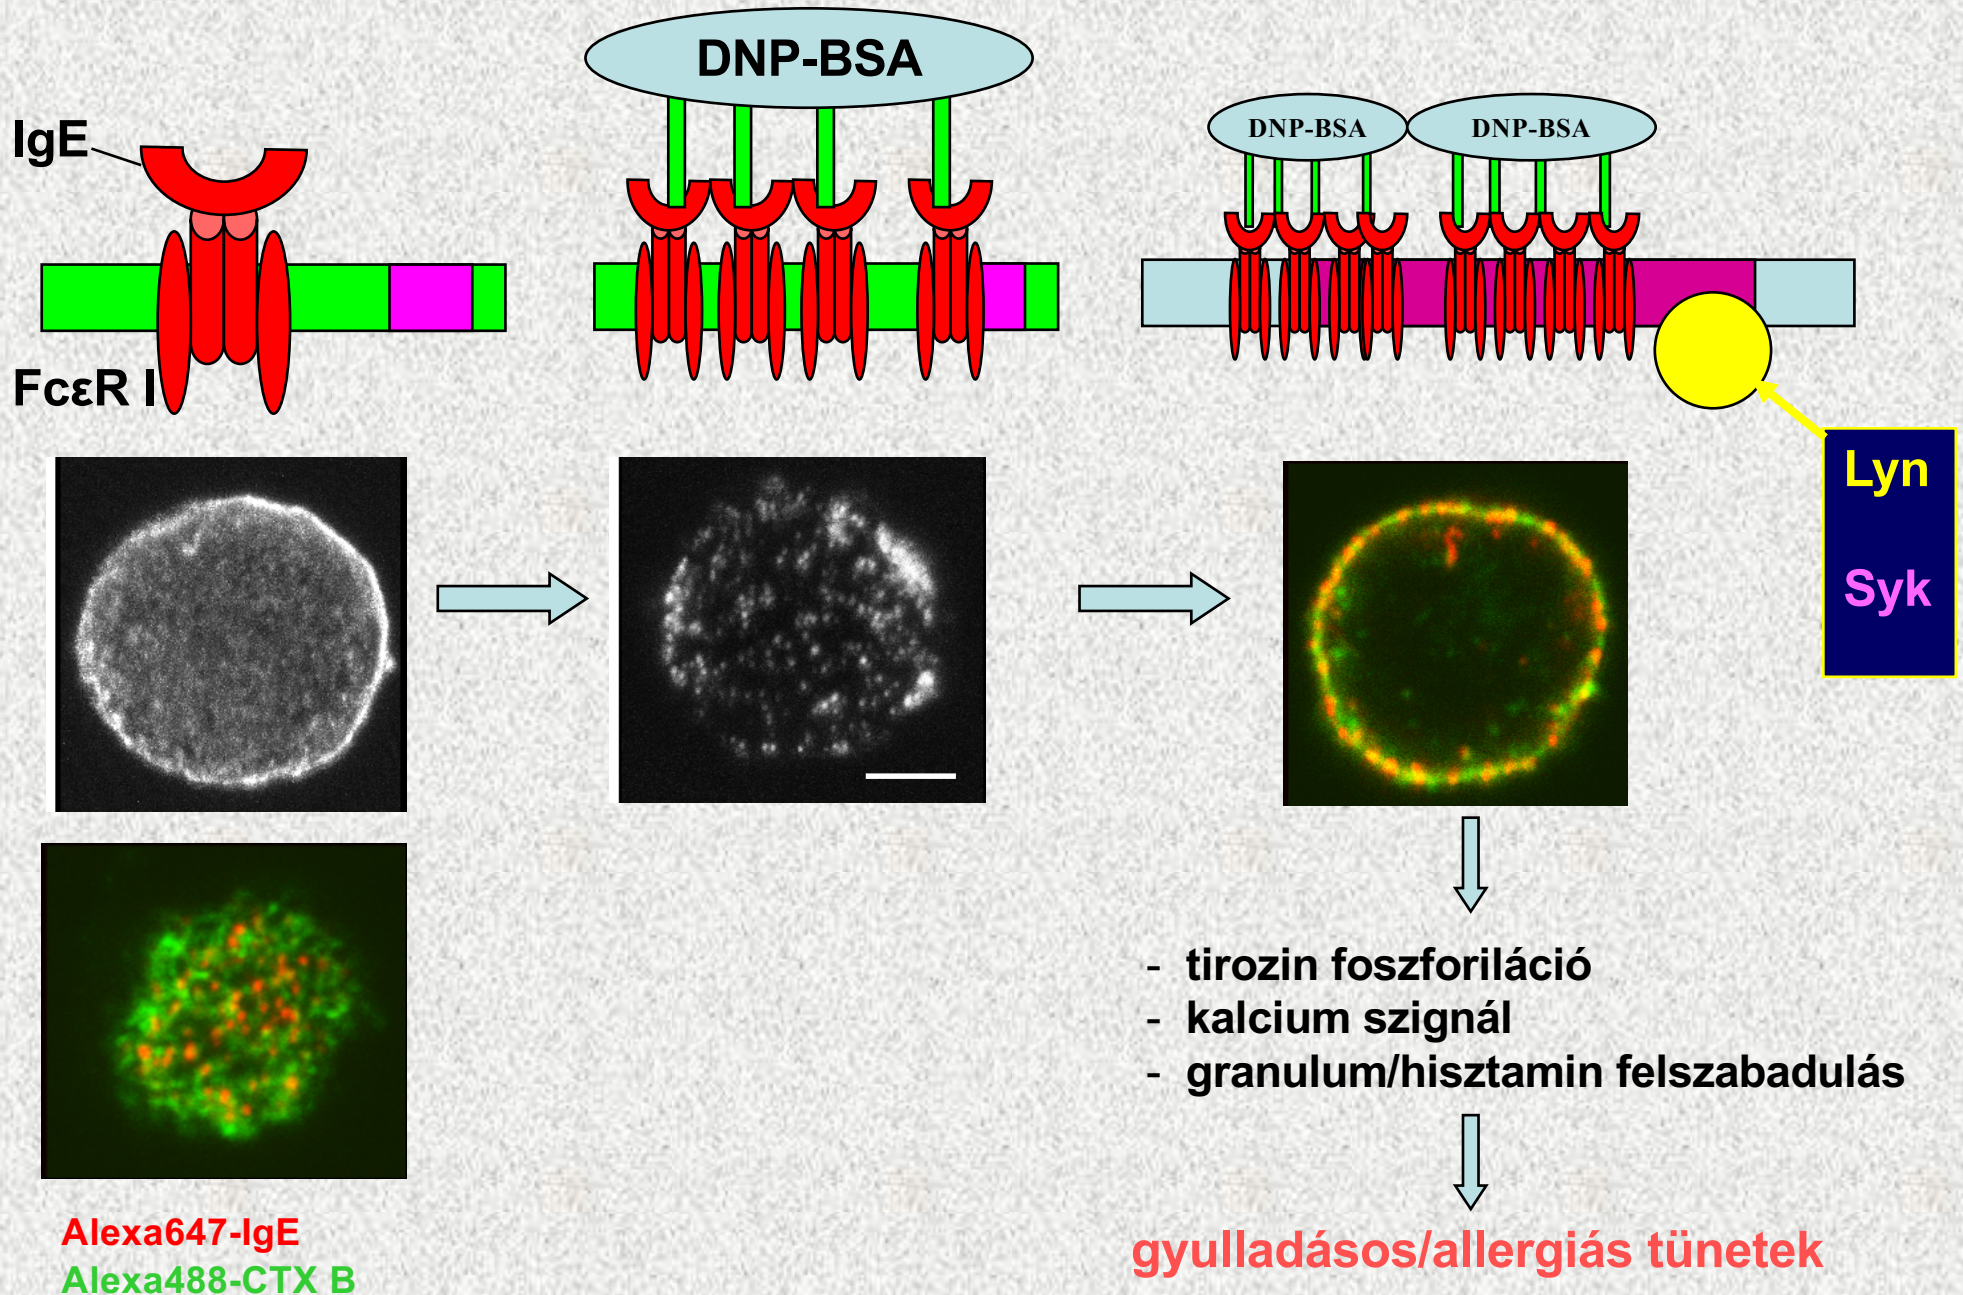 DNP-BSA
IgE
FcεR I
DNP-BSA
DNP-BSA
Lyn
Syk
- tirozin foszforiláció
- kalcium szignál
- granulum/hisztamin felszabadulás
gyulladásos/allergiás tünetek
Alexa647-IgE
Alexa488-CTX B